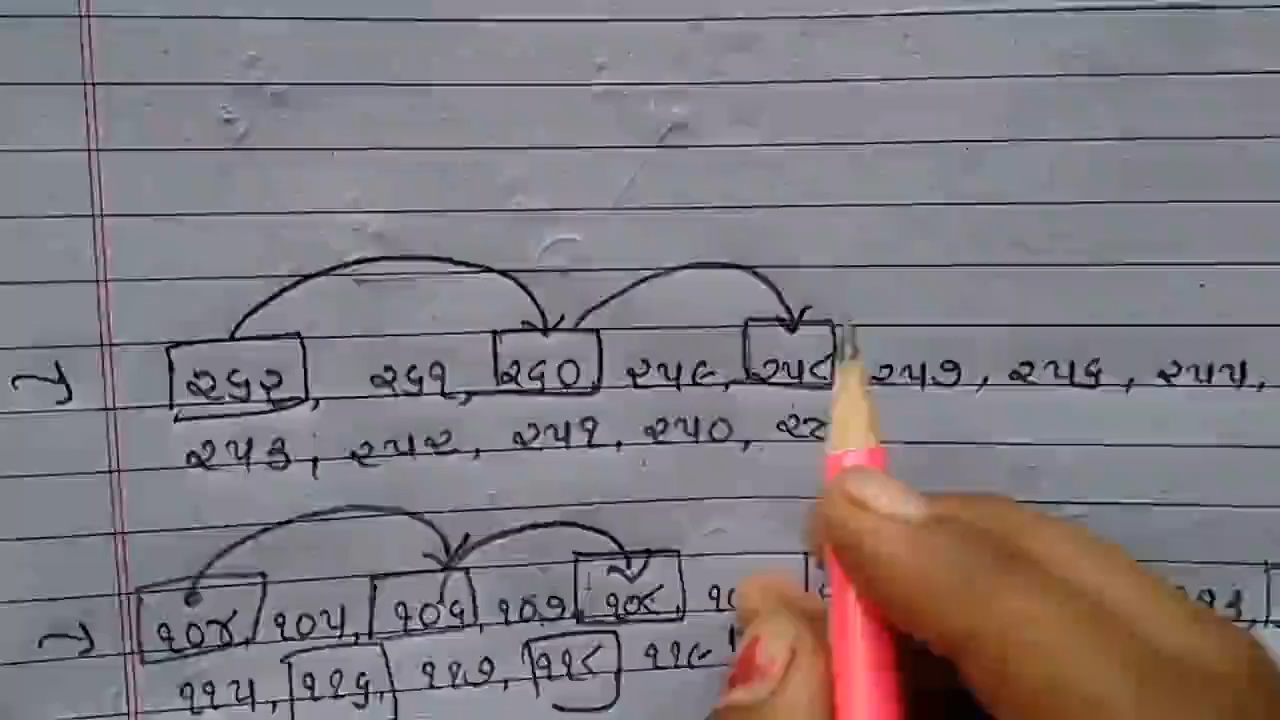 ૨૬૨, ૨૬૧, ૨૬૦, ૨૫૯, ૨૫૮, ૨૫૭, ૨૫૬, ૨૫૫,
૨૫૩, ૨૫૨, ૨૫૧, ૨૫૦,
૧૦૪, ૧૦૫, ૧૦૬, ૧૦૭, ૧૦૮,
૧૧૫, ૧૧૬, ૧૧૭, ૧૧૮, ૧૧૯